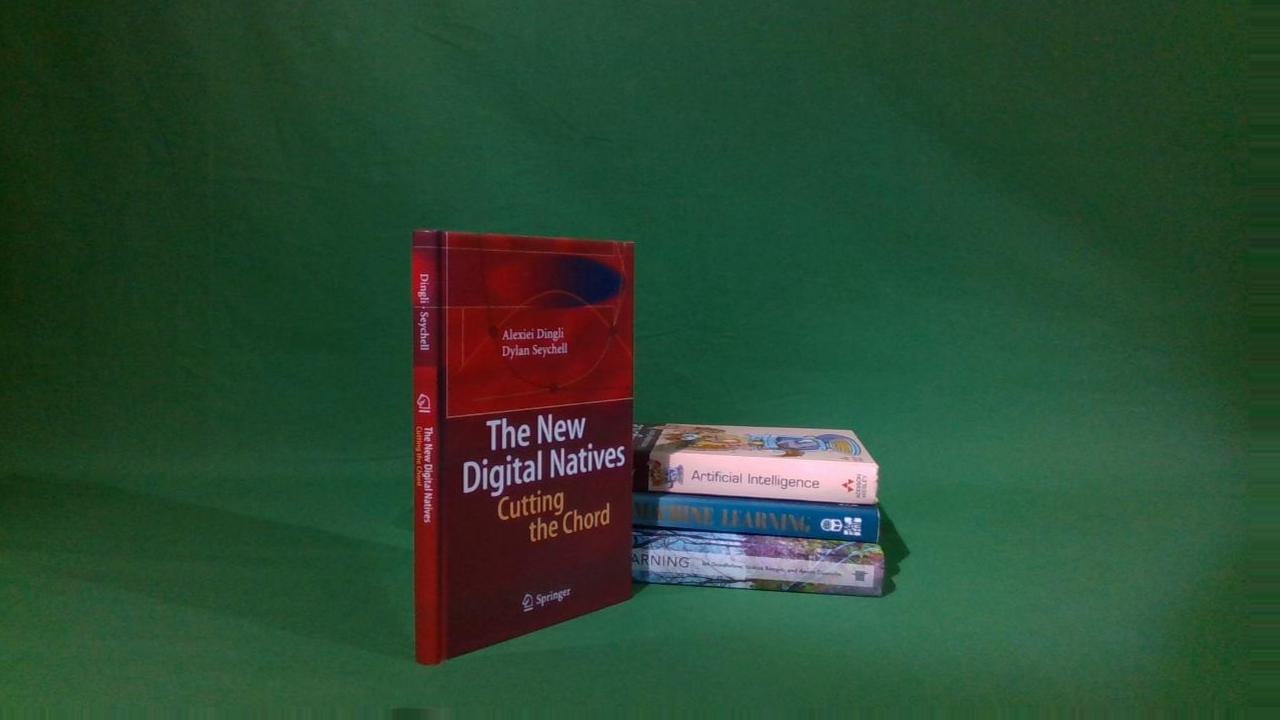 Dingli · Seychell
The New Digital Natives
Cutting the Chord
Alexiei Dingli
Dylan Seychell
The New
Digital Natives
Cutting
the Chord
Springer
Artificial Intelligence
LEARNING
ARNING